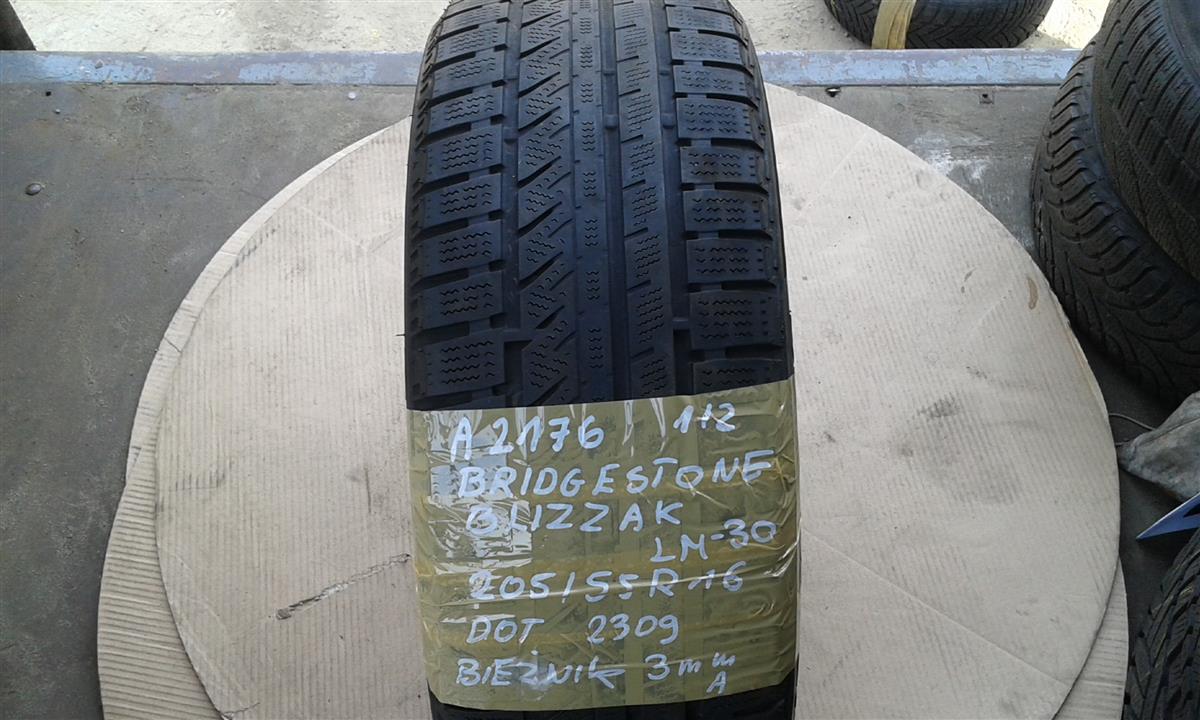 A 2176 1+2
BRIDGESTONE
BLIZZAK
LM-30
205/55R16
DOT 2309
BIEŻNIK 3mm
A